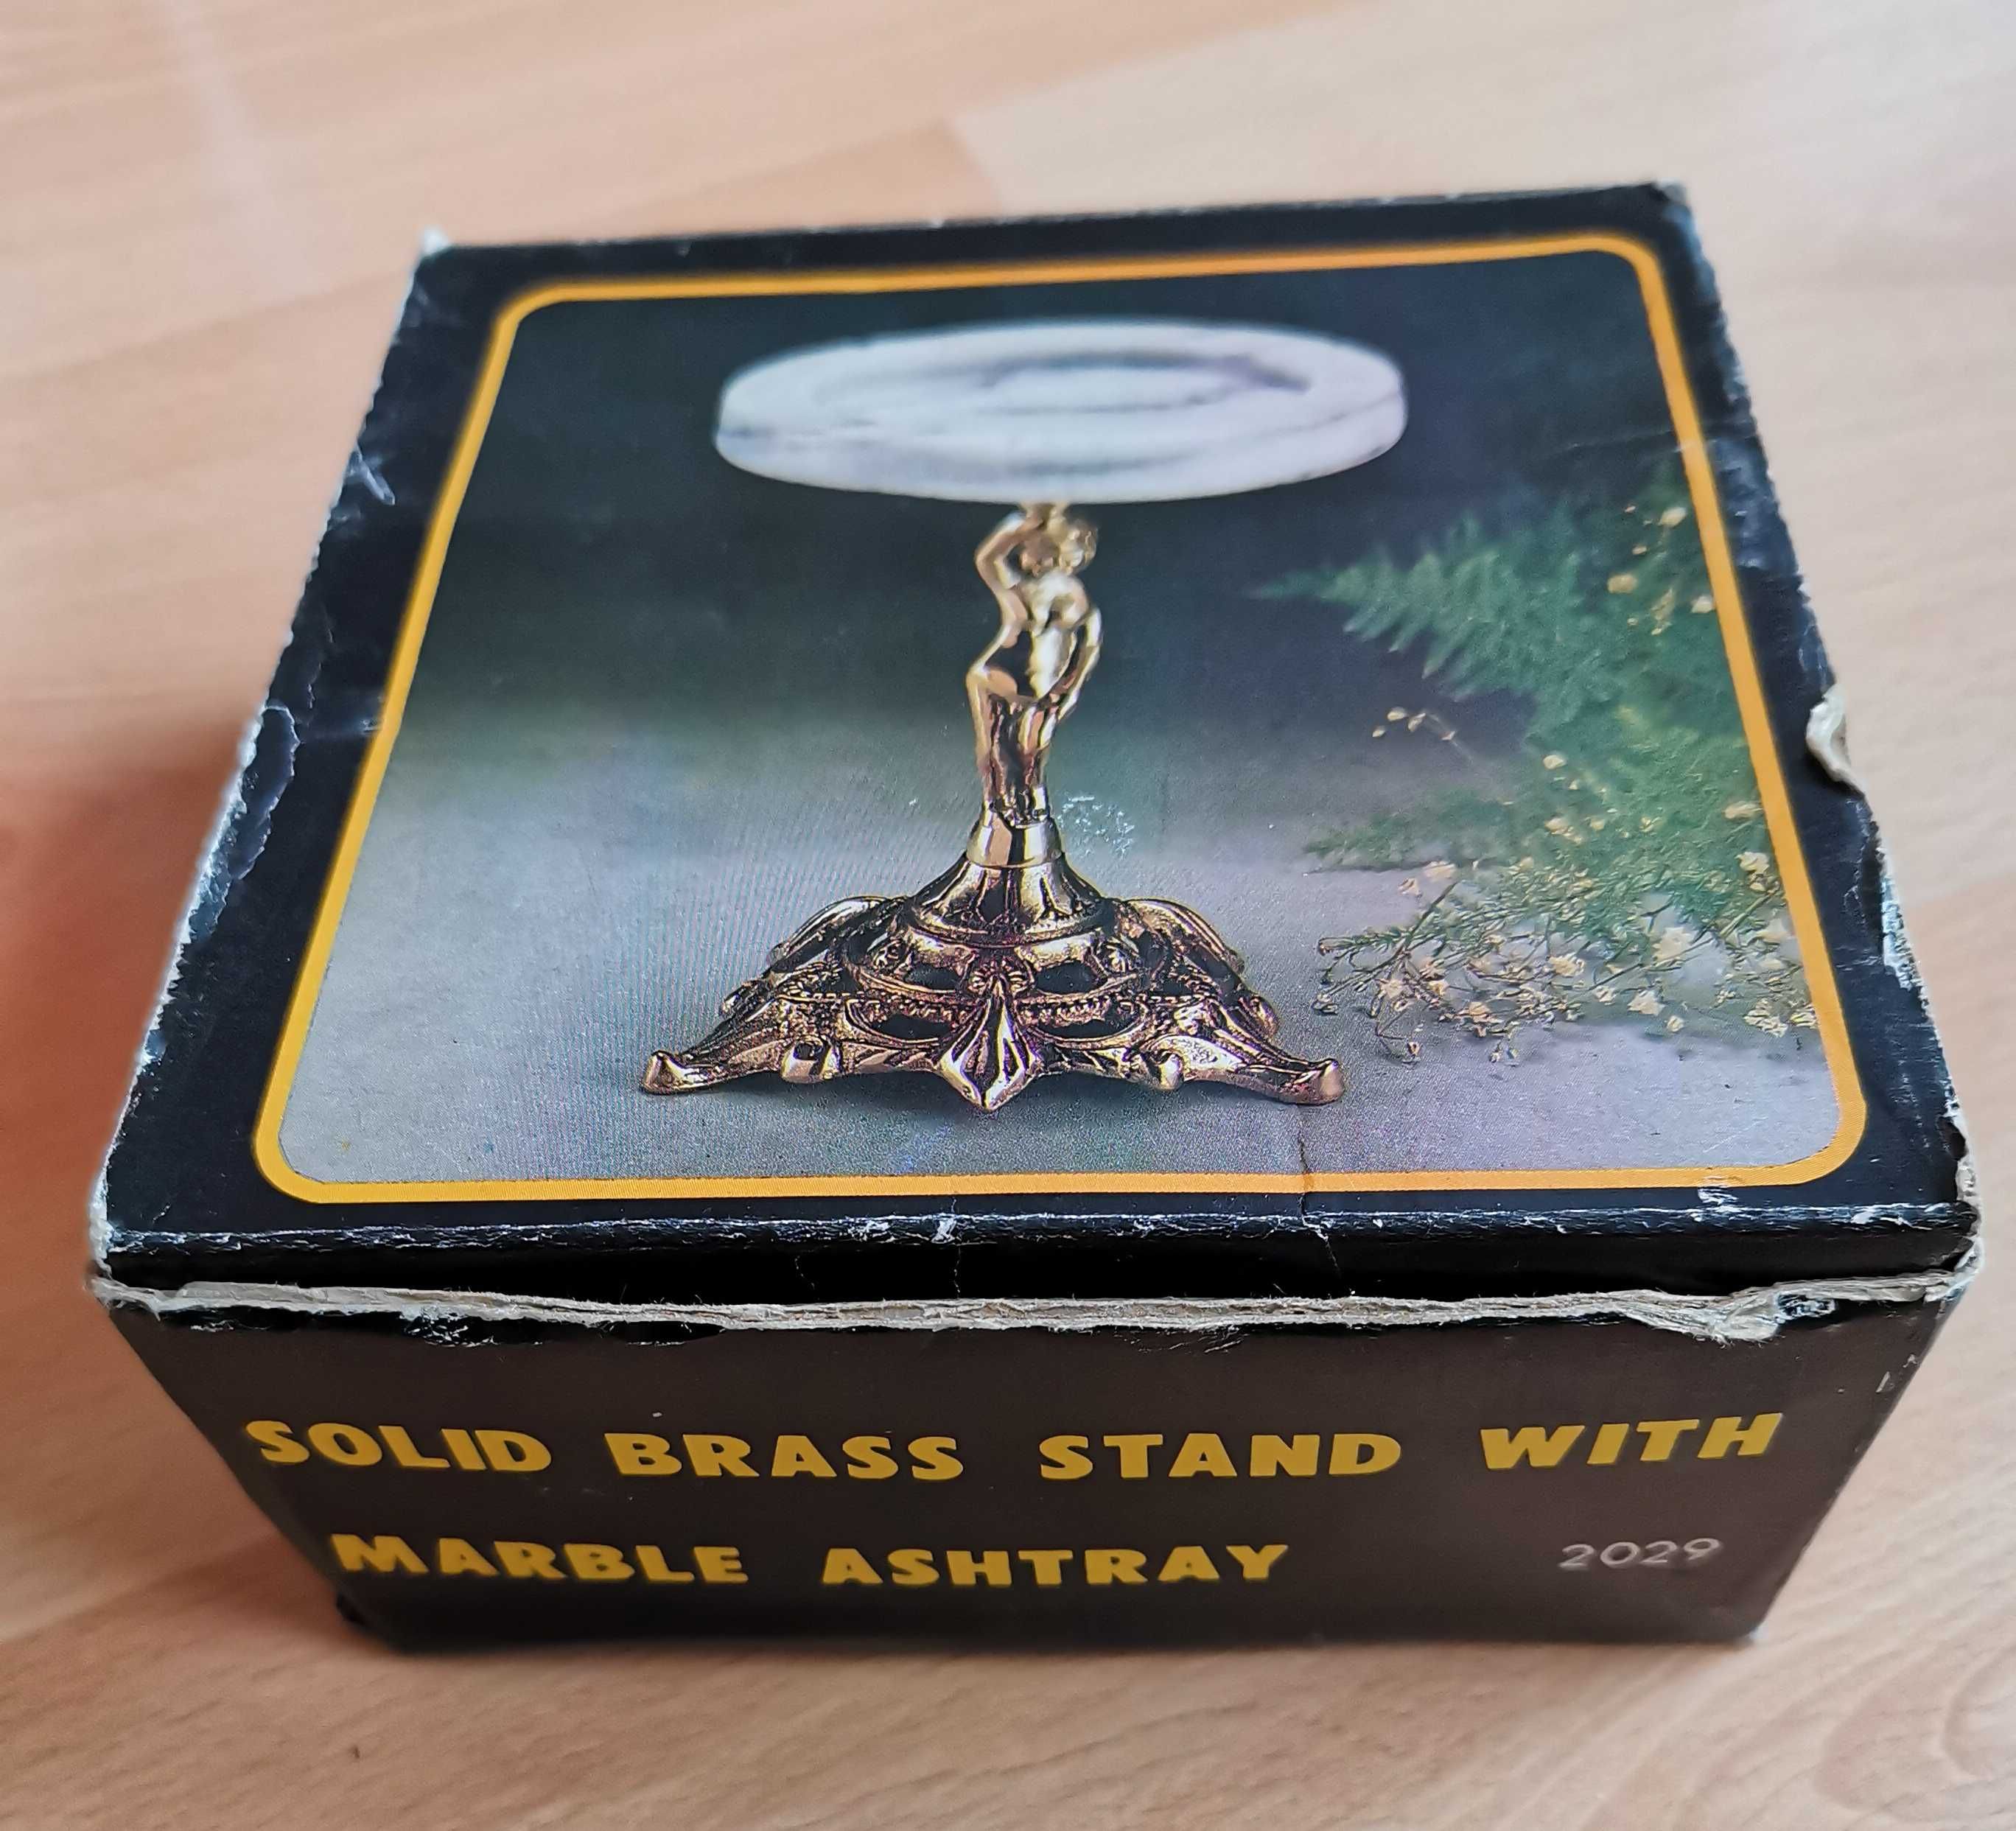 SOLID BRASS STAND WITH
MARBLE ASHTRAY 2029